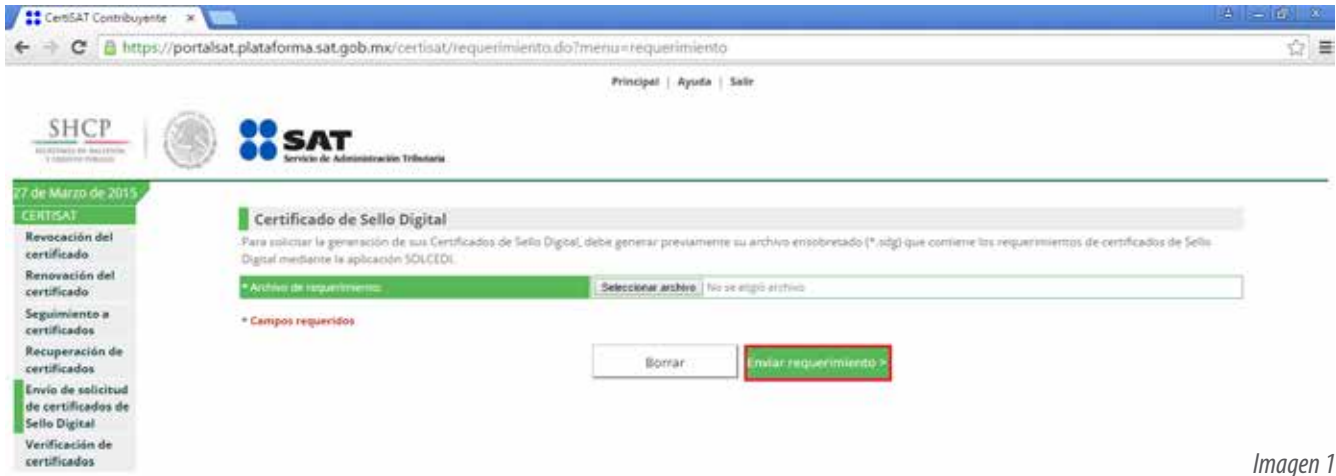 CertiSAT Contribuyente
https://portalsat.plataforma.sat.gob.mx/certisat/requerimiento.do?menu=requerimiento
Principal | Ayuda | Salir
SHCP
SECRETARÍA DE HACIENDA
Y CRÉDITO PÚBLICO
SAT
Servicio de Administración Tributaria
27 de Marzo de 2015
CERTISAT
Revocación del
certificado
Renovación del
certificado
Seguimiento a
certificados
Recuperación de
certificados
Envío de solicitud
de certificados de
Sello Digital
Verificación de
certificados
Certificado de Sello Digital
Para solicitar la generación de sus Certificados de Sello Digital, debe generar previamente su archivo ensobretado (*.sdg) que contiene los requerimientos de certificados de Sello
Digital mediante la aplicación SOLCEDI.
* Archivo de requerimiento:
Seleccionar archivo No se eligió archivo
* Campos requeridos
Borrar
Enviar requerimiento >
Imagen 1